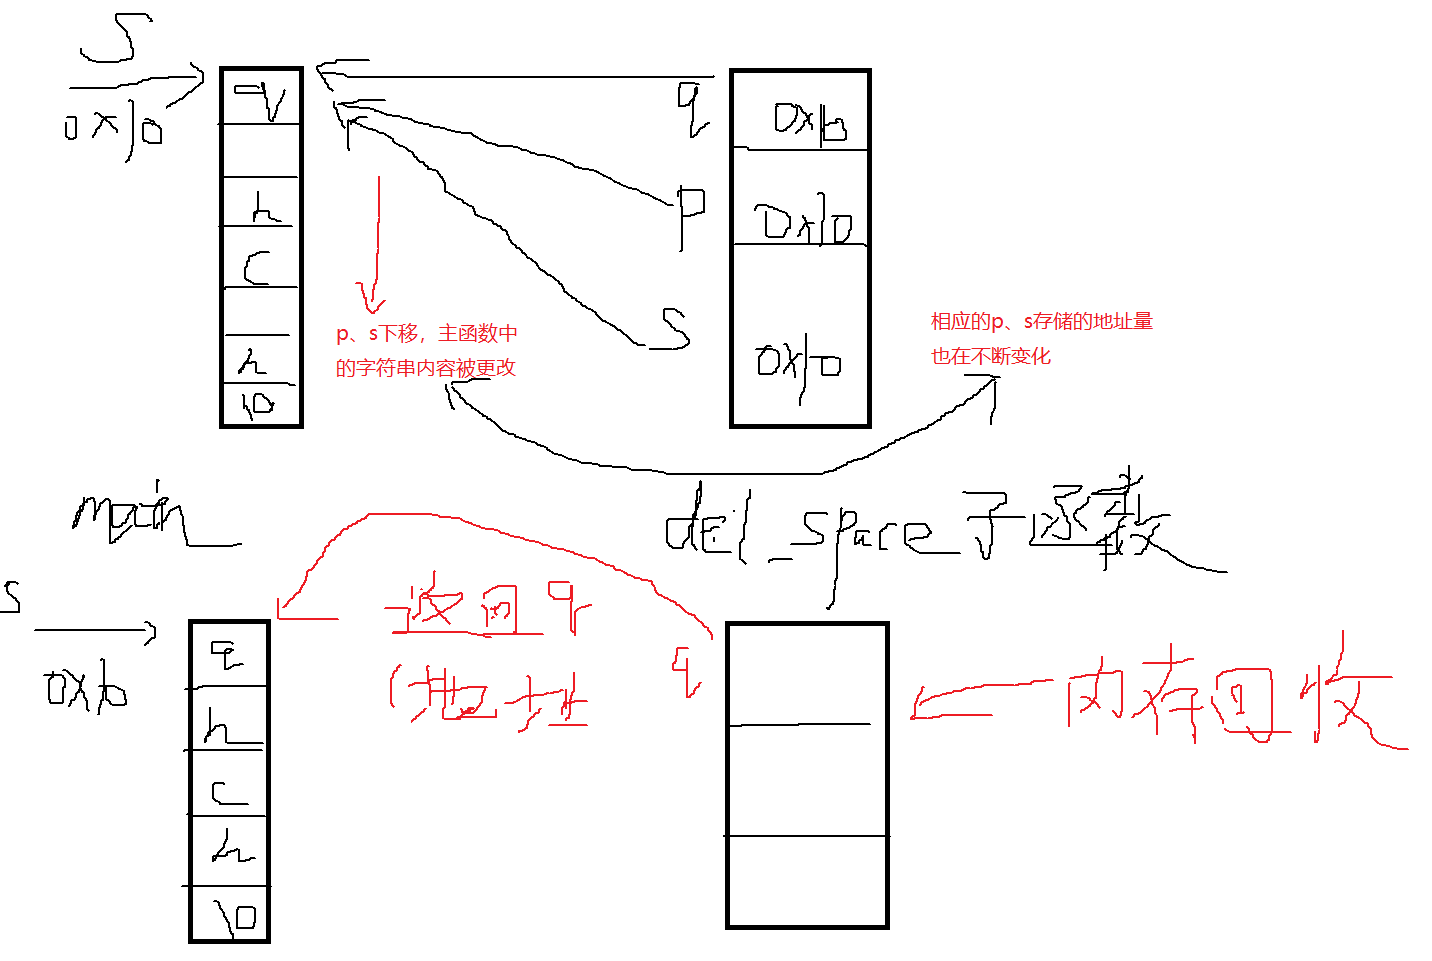 S
0x10
q
h
c
h
\0
q
0x10
p
0x10
s
0x10
p、s下移，主函数中
的字符串内容被更改
相应的p、s存储的地址量
也在不断变化
main
del_space子函数
s
0x10
q
h
c
h
\0
返回q
(地址
q
内存回收